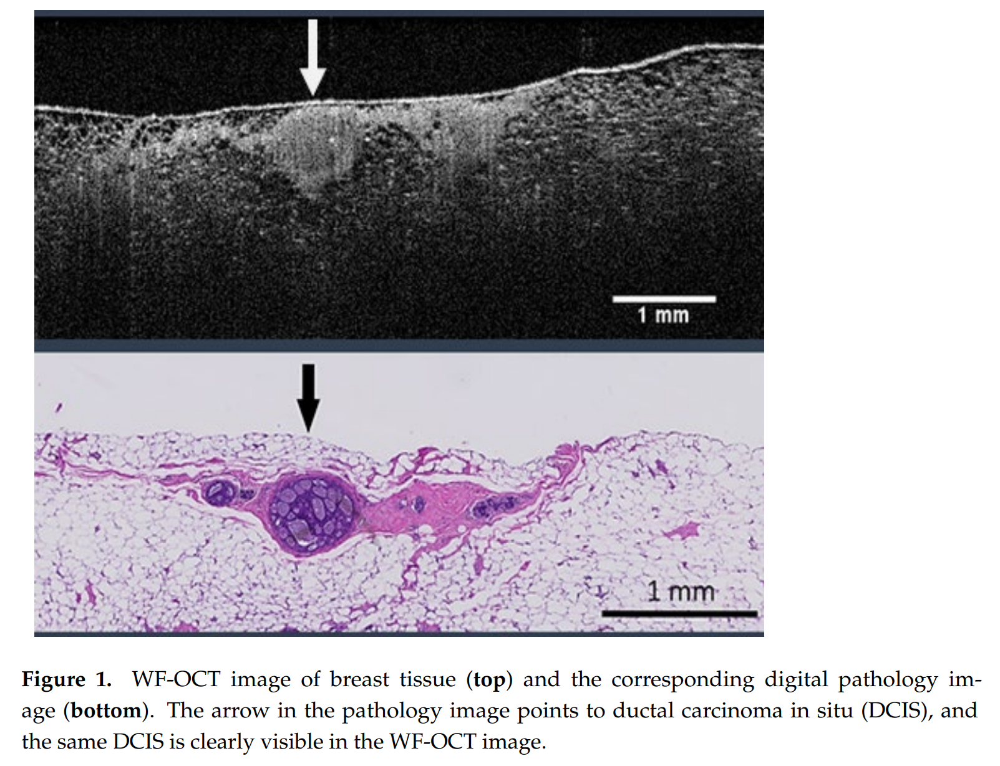 1 mm
1 mm
Figure 1. WF-OCT image of breast tissue (top) and the corresponding digital pathology im-
age (bottom). The arrow in the pathology image points to ductal carcinoma in situ (DCIS), and
the same DCIS is clearly visible in the WF-OCT image.